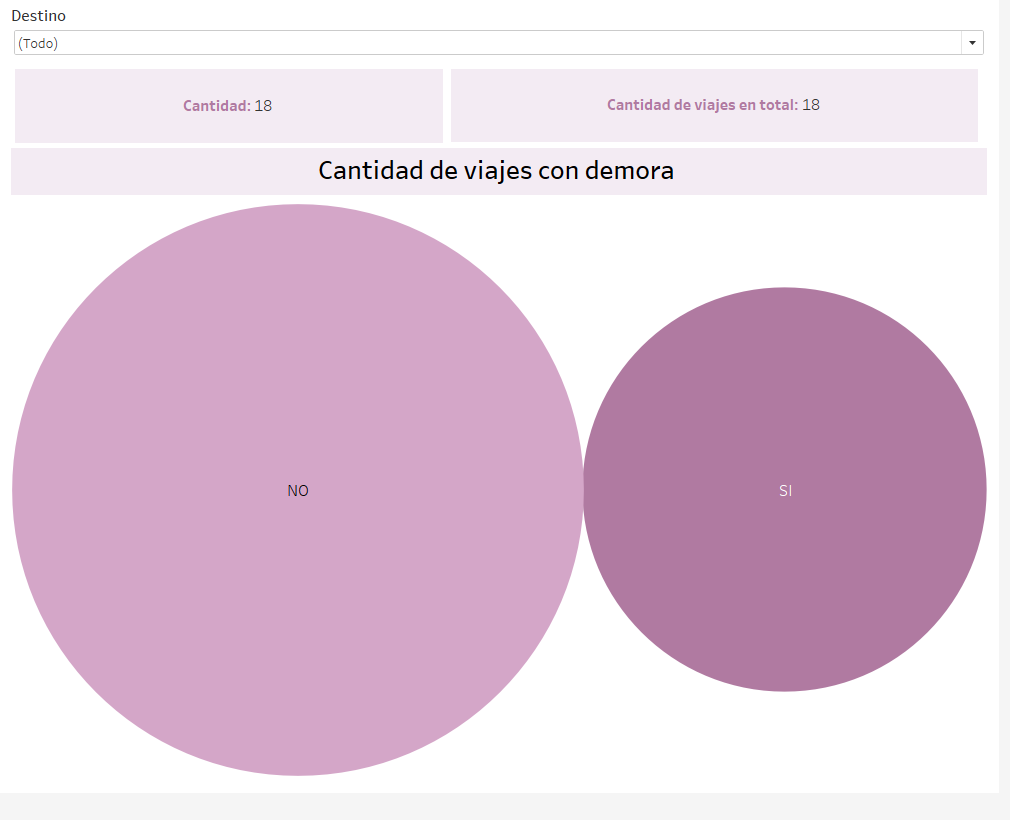 Destino
(Todo)
Cantidad: 18
Cantidad de viajes en total: 18
Cantidad de viajes con demora
NO
SI